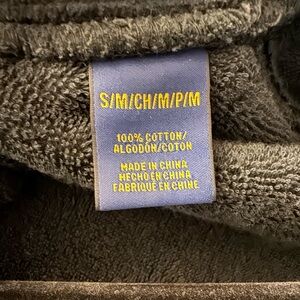 S/M/CH/M/P/M
100% COTTON/
ALGODÓN/COTON
MADE IN CHINA
HECHO EN CHINA
FABRIQUÉ EN CHINE